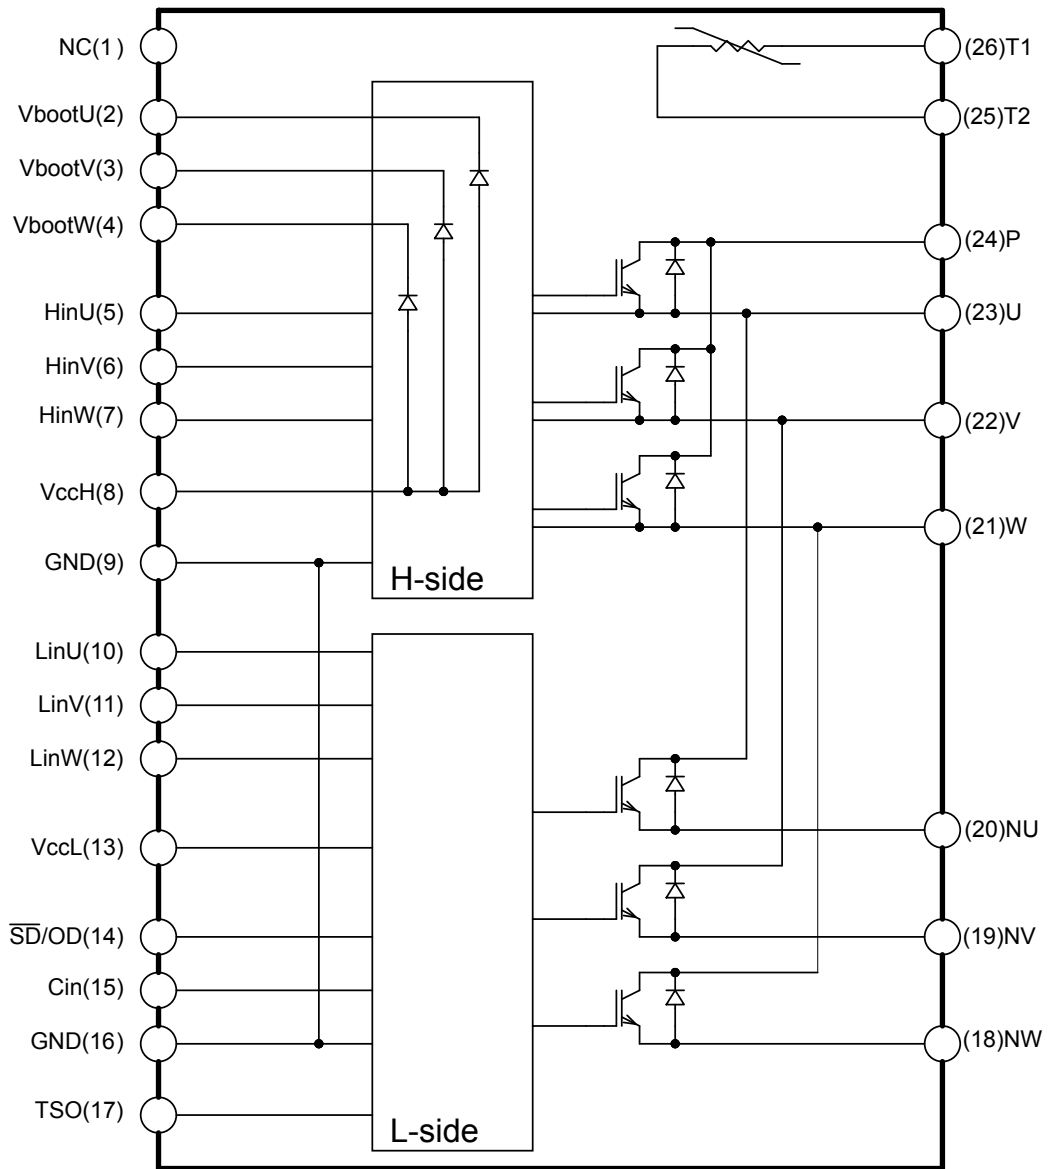 NC(1)
VbootU(2)
VbootV(3)
VbootW(4)
HinU(5)
HinV(6)
HinW(7)
VccH(8)
GND(9)
LinU(10)
LinV(11)
LinW(12)
VccL(13)
S̅D̅/OD(14)
Cin(15)
GND(16)
TSO(17)
H-side
L-side
(26)T1
(25)T2
(24)P
(23)U
(22)V
(21)W
(20)NU
(19)NV
(18)NW